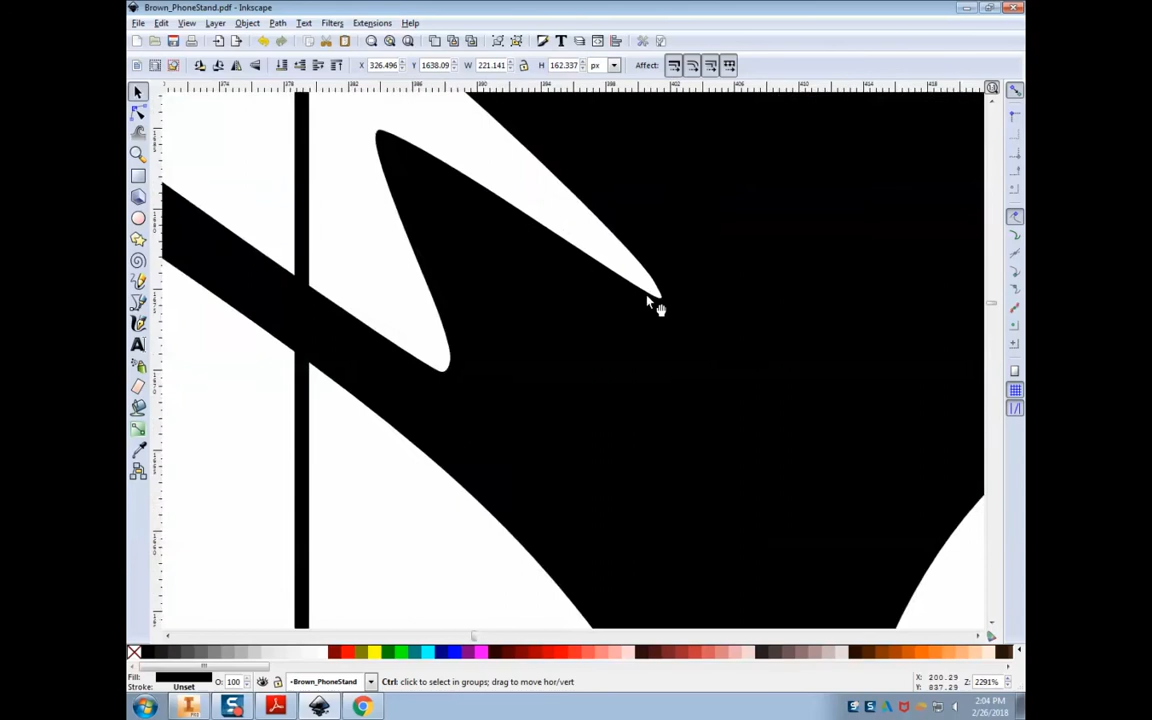 Brown_PhoneStand.pdf - Inkscape
File Edit View Layer Object Path Text Filters Extensions Help
X 326.496 Y 1638.09 W 221.141 H 162.337 px Affect:
Fill: O: 100 Brown_PhoneStand Ctrl: click to select in groups; drag to move hor/vert X: 200.29 Z: 2291%
Stroke: Unset Y: 837.29
2:04 PM
2/26/2018